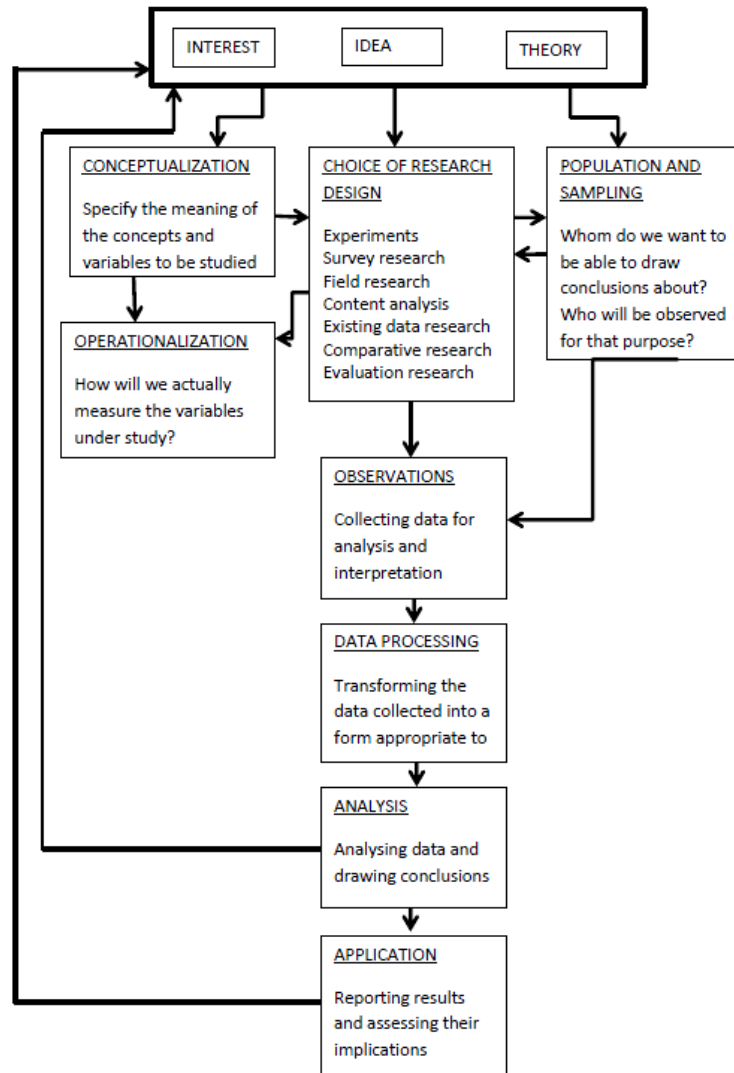 INTEREST
IDEA
THEORY
CONCEPTUALIZATION
Specify the meaning of
the concepts and
variables to be studied
CHOICE OF RESEARCH
DESIGN
Experiments
Survey research
Field research
Content analysis
Existing data research
Comparative research
Evaluation research
POPULATION AND
SAMPLING
Whom do we want to
be able to draw
conclusions about?
Who will be observed
for that purpose?
OPERATIONALIZATION
How will we actually
measure the variables
under study?
OBSERVATIONS
Collecting data for
analysis and
interpretation
DATA PROCESSING
Transforming the
data collected into a
form appropriate to
ANALYSIS
Analysing data and
drawing conclusions
APPLICATION
Reporting results
and assessing their
implications